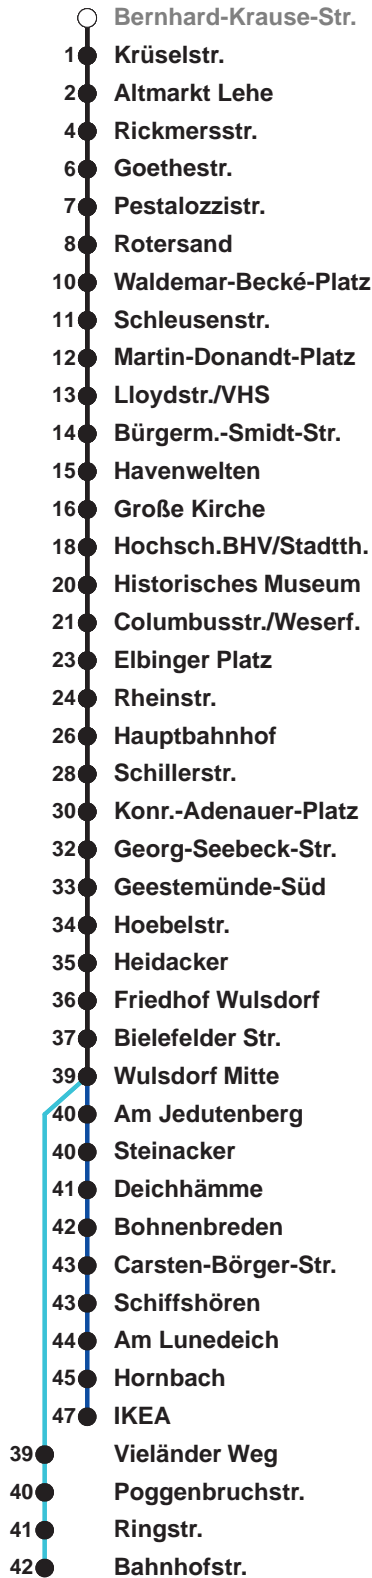 Bernhard-Krause-Str.
1 Krüselstr.
2 Altmarkt Lehe
4 Rickmersstr.
6 Goethestr.
7 Pestalozzistr.
8 Rotersand
10 Waldemar-Becké-Platz
11 Schleusenstr.
12 Martin-Donandt-Platz
13 Lloydstr./VHS
14 Bürgerm.-Smidt-Str.
15 Havenwelten
16 Große Kirche
18 Hochsch.BHV/Stadtth.
20 Historisches Museum
21 Columbusstr./Weserf.
23 Elbinger Platz
24 Rheinstr.
26 Hauptbahnhof
28 Schillerstr.
30 Konr.-Adenauer-Platz
32 Georg-Seebeck-Str.
33 Geestemünde-Süd
34 Hoebelstr.
35 Heidacker
36 Friedhof Wulsdorf
37 Bielefelder Str.
39 Wulsdorf Mitte
40 Am Jedutenberg
40 Steinacker
41 Deichhämme
42 Bohnenbreden
43 Carsten-Börger-Str.
43 Schiffshören
44 Am Lunedeich
45 Hornbach
47 IKEA
39 Vieländer Weg
40 Poggenbruchstr.
41 Ringstr.
42 Bahnhofstr.